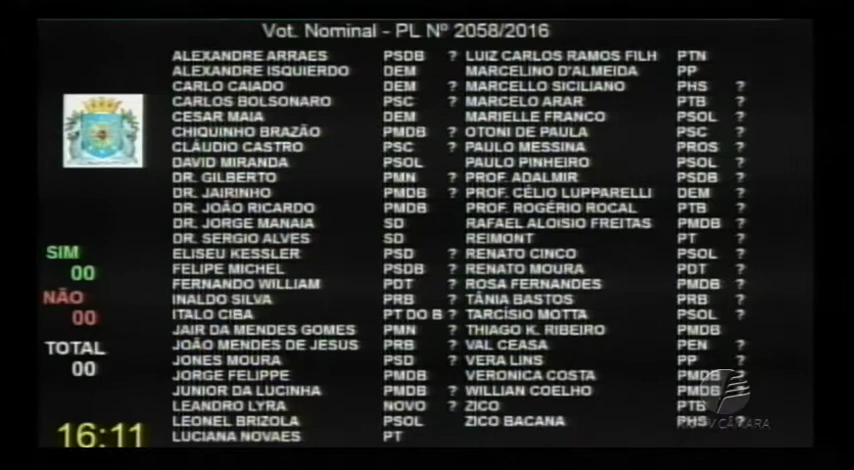 Vot. Nominal - PL Nº 2058/2016
ALEXANDRE ARRAES PSDB ? LUIZ CARLOS RAMOS FILH PTN
ALEXANDRE ISQUIERDO DEM MARCELINO D'ALMEIDA PP
CARLO CAIADO DEM ? MARCELLO SICILIANO PHS ?
CARLOS BOLSONARO PSC ? MARCELO ARAR PTB ?
CESAR MAIA DEM MARIELLE FRANCO PSOL ?
CHIQUINHO BRAZÃO PMDB ? OTONI DE PAULA PSC ?
CLÁUDIO CASTRO PSC ? PAULO MESSINA PROS ?
DAVID MIRANDA PSOL PAULO PINHEIRO PSOL ?
DR. GILBERTO PMN ? PROF. ADALMIR PSDB ?
DR. JAIRINHO PMDB ? PROF. CÉLIO LUPPARELLI DEM ?
DR. JOÃO RICARDO PMDB PROF. ROGÉRIO ROCAL PTB ?
DR. JORGE MANAIA SD RAFAEL ALOISIO FREITAS PMDB ?
DR. SERGIO ALVES SD REIMONT PT ?
ELISEU KESSLER PSD ? RENATO CINCO PSOL ?
FELIPE MICHEL PSDB ? RENATO MOURA PDT ?
FERNANDO WILLIAM PDT ? ROSA FERNANDES PMDB ?
INALDO SILVA PRB ? TÂNIA BASTOS PRB ?
ITALO CIBA PT DO B ? TARCÍSIO MOTTA PSOL ?
JAIR DA MENDES GOMES PMN ? THIAGO K. RIBEIRO PMDB
JOÃO MENDES DE JESUS PRB ? VAL CEASA PEN ?
JONES MOURA PSD ? VERA LINS PP ?
JORGE FELIPPE PMDB VERONICA COSTA PMDB ?
JUNIOR DA LUCINHA PMDB ? WILLIAN COELHO PMDB ?
LEANDRO LYRA NOVO ? ZICO PTB
LEONEL BRIZOLA PSOL ZICO BACANA PHS ?
LUCIANA NOVAES PT
SIM
00
NÃO
00
TOTAL
00
16:11